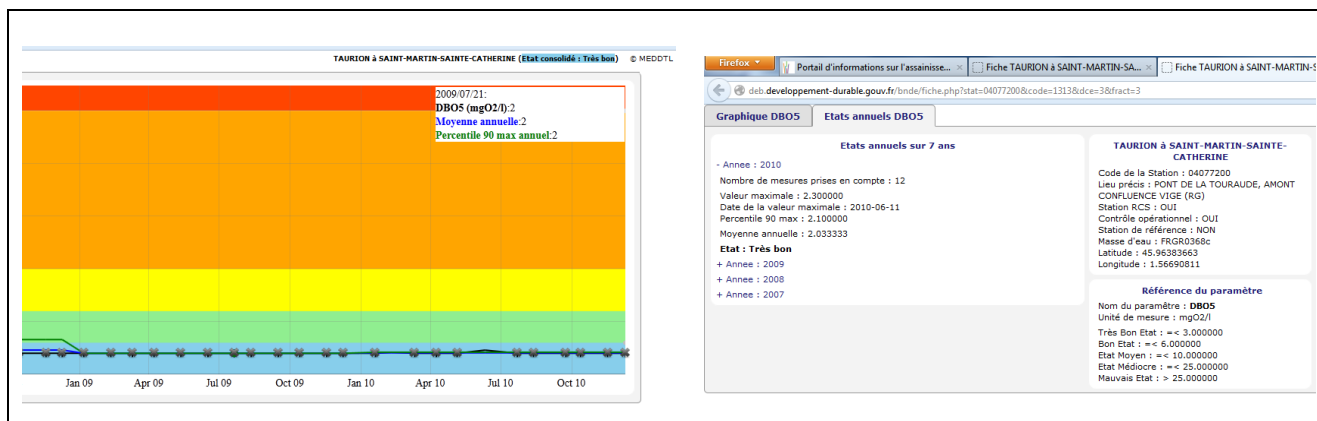 TAURION à SAINT-MARTIN-SAINTE-CATHERINE (Etat consolidé : Très bon) © MEDDTL
2009/07/21:
DBO5 (mgO2/l):2
Moyenne annuelle:2
Percentile 90 max annuel:2
Jan 09 Apr 09 Jul 09 Oct 09 Jan 10 Apr 10 Jul 10 Oct 10
Firefox
Portail d'informations sur l'assainisse... × Fiche TAURION à SAINT-MARTIN-SA... × Fiche TAURION à SAINT-MARTIN-S
deb.developpement-durable.gouv.fr/bnde/fiche.php?stat=04077200&code=1313&dce=3&fract=3
Graphique DBO5 Etats annuels DBO5
Etats annuels sur 7 ans
- Annee : 2010
Nombre de mesures prises en compte : 12
Valeur maximale : 2.300000
Date de la valeur maximale : 2010-06-11
Percentile 90 max : 2.100000
Moyenne annuelle : 2.033333
Etat : Très bon
+ Annee : 2009
+ Annee : 2008
+ Annee : 2007
TAURION à SAINT-MARTIN-SAINTE-
CATHERINE
Code de la Station : 04077200
Lieu précis : PONT DE LA TOURAUDE, AMONT
CONFLUENCE VIGE (RG)
Station RCS : OUI
Contrôle opérationnel : OUI
Station de référence : NON
Masse d'eau : FRGR0368c
Latitude : 45.96383663
Longitude : 1.56690811
Référence du paramètre
Nom du paramètre : DBO5
Unité de mesure : mgO2/l
Très Bon Etat : =< 3.000000
Bon Etat : =< 6.000000
Etat Moyen : =< 10.000000
Etat Médiocre : =< 25.000000
Mauvais Etat : > 25.000000